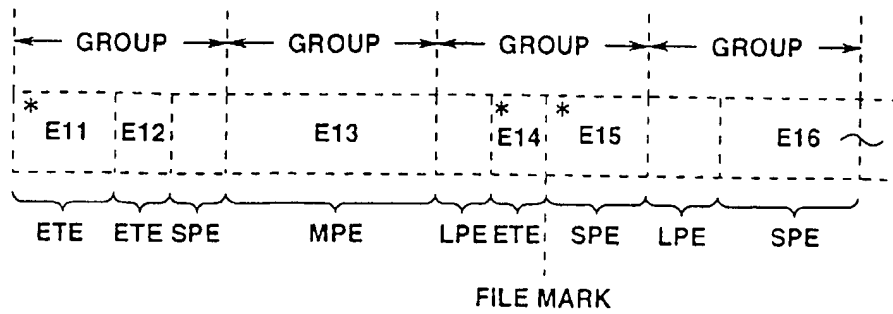 GROUP GROUP GROUP GROUP
* E11 E12 E13 * E14 * E15 E16
ETE ETE SPE MPE LPE ETE SPE LPE SPE
FILE MARK